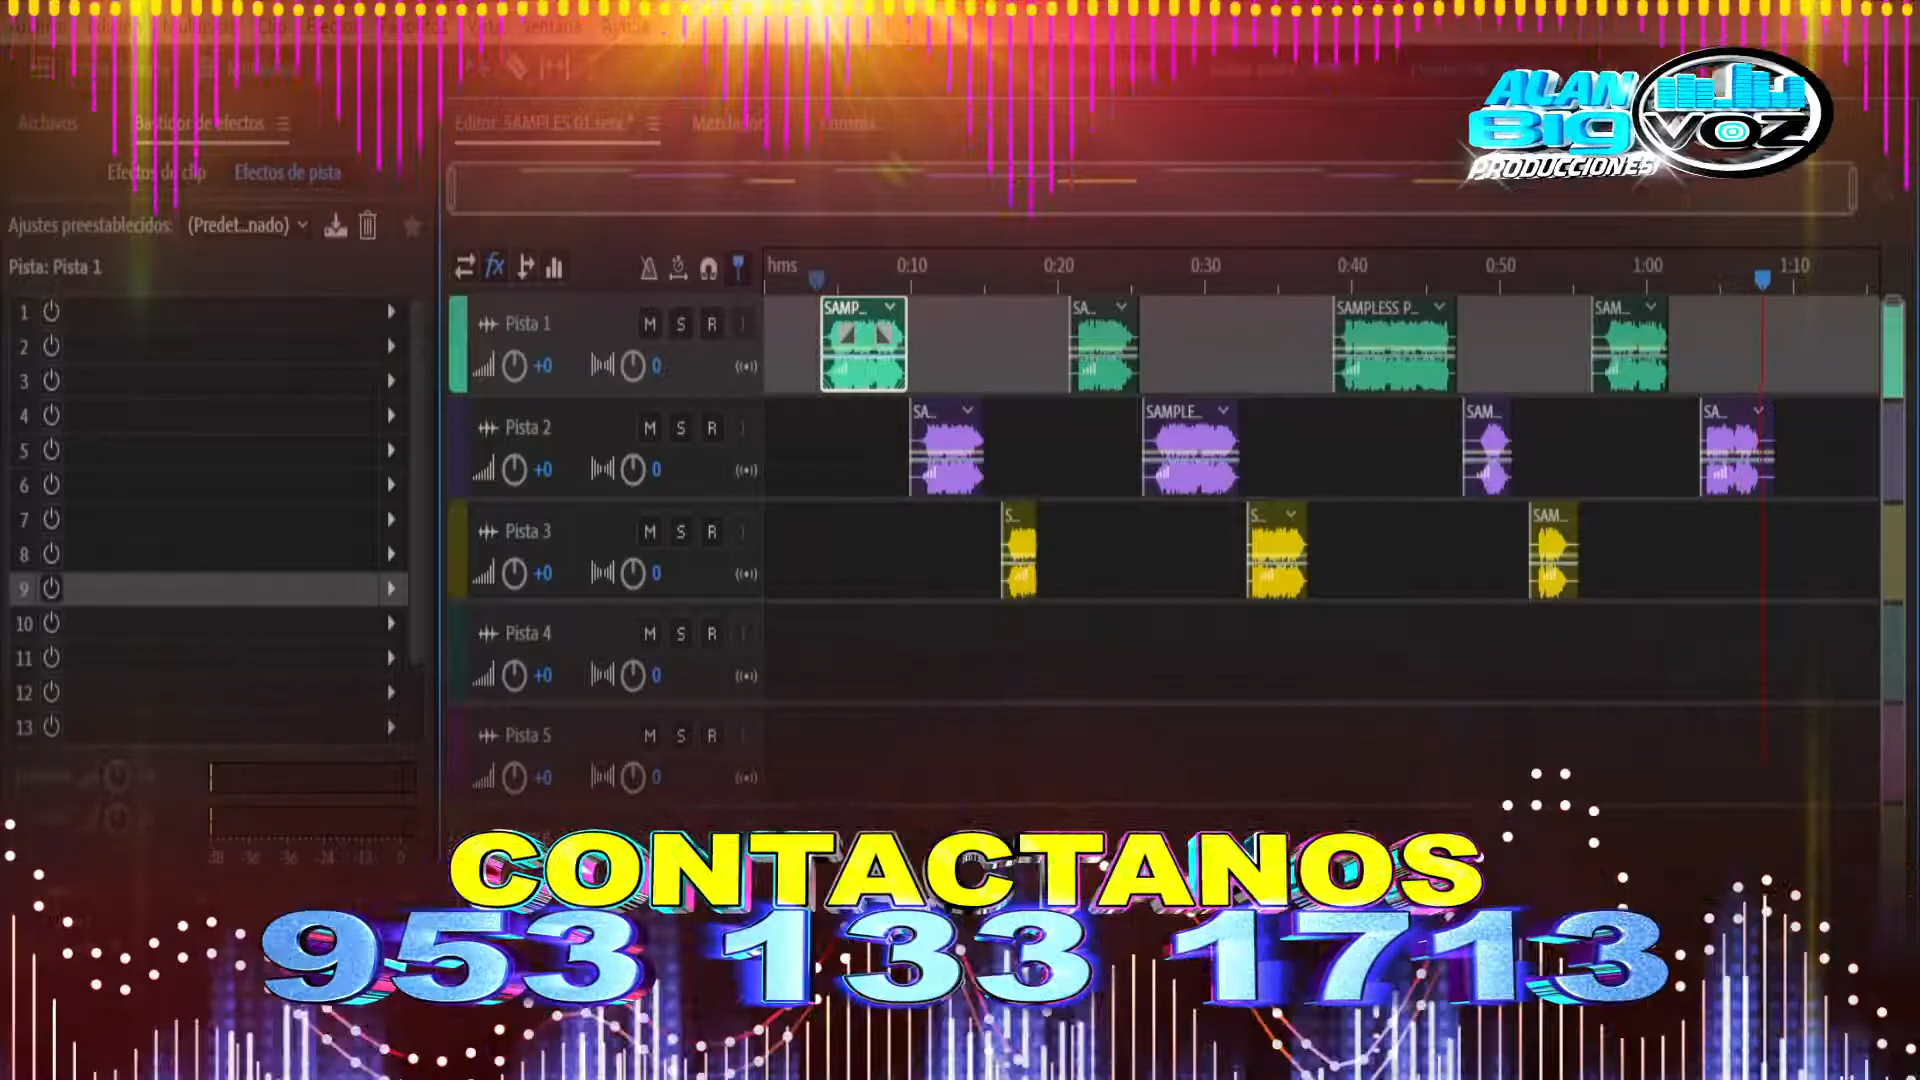 Archivos
Bastidor de efectos
Editor: SAMPLES 01.sesx*
Mezclador
ALAN
BIG VOZ
PRODUCCIONES
Efectos de clip
Efectos de pista
Ajustes preestablecidos: (Predet...nado)
Pista: Pista 1
fx
hms 0:10 0:20 0:30 0:40 0:50 1:00 1:10
1
2
3
4
5
6
7
8
9
10
11
12
13
Pista 1 M S R
+0 0
SAMP... SA... SAMPLESS P... SAM...
Pista 2 M S R
+0 0
SA... SAMPLE... SAM... SA...
Pista 3 M S R
+0 0
S... S... SAM...
Pista 4 M S R
+0 0
Pista 5 M S R
+0 0
CONTACTANOS
953 133 1713